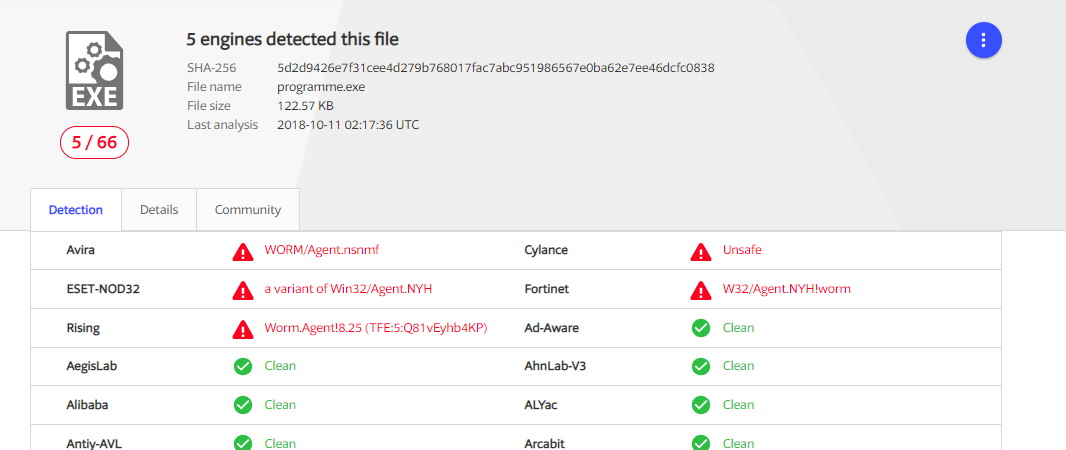 5 engines detected this file
SHA-256 5d2d9426e7f31cee4d279b768017fac7abc951986567e0ba62e7ee46dcfc0838
File name programme.exe
File size 122.57 KB
Last analysis 2018-10-11 02:17:36 UTC
EXE
5 / 66
Detection Details Community
Avira WORM/Agent.nsnmf Cylance Unsafe
ESET-NOD32 a variant of Win32/Agent.NYH Fortinet W32/Agent.NYH!worm
Rising Worm.Agent!8.25 (TFE:5:Q81vEyhb4KP) Ad-Aware Clean
AegisLab Clean AhnLab-V3 Clean
Alibaba Clean ALYac Clean
Antiy-AVL Clean Arcabit Clean